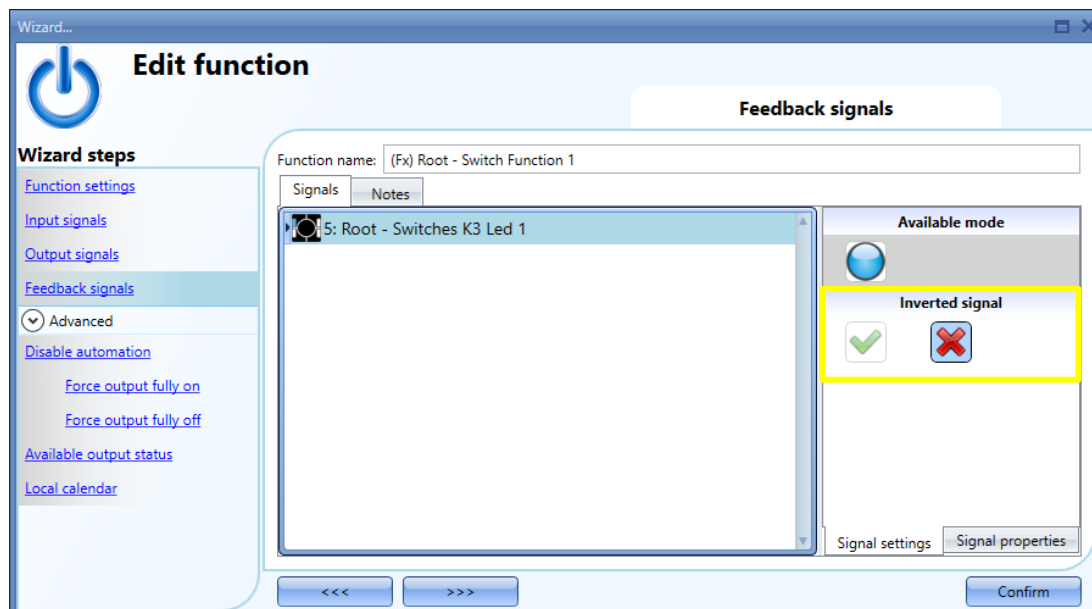 Wizard...
Edit function
Feedback signals
Wizard steps
Function settings
Input signals
Output signals
Feedback signals
Advanced
Disable automation
Force output fully on
Force output fully off
Available output status
Local calendar
Function name: (Fx) Root - Switch Function 1
Signals Notes
5: Root - Switches K3 Led 1
Available mode
Inverted signal
Signal settings Signal properties
<<< >>> Confirm